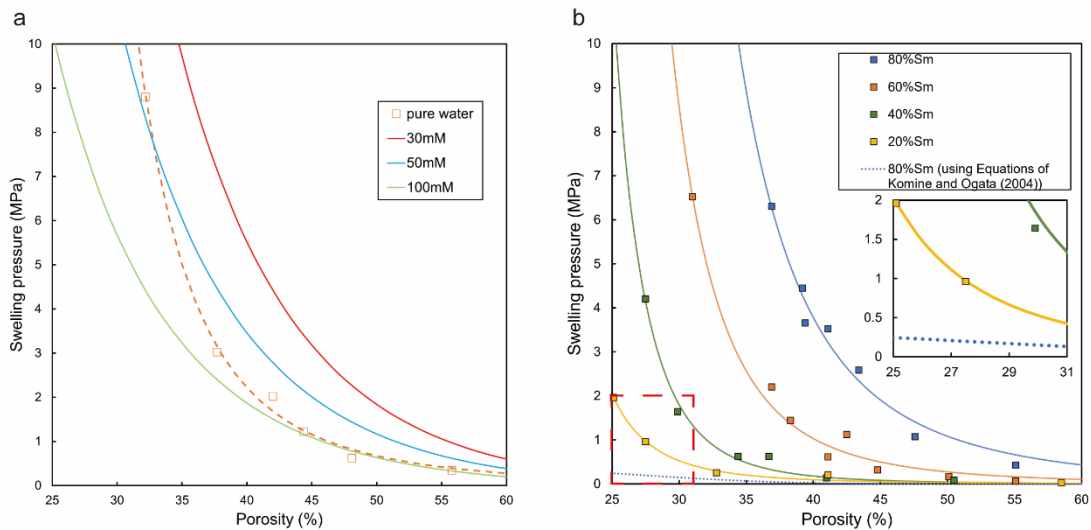 a
Swelling pressure (MPa)
10
9
8
7
6
5
4
3
2
1
0
25 30 35 40 45 50 55 60
Porosity (%)
pure water
30mM
50mM
100mM
b
Swelling pressure (MPa)
10
9
8
7
6
5
4
3
2
1
0
25 30 35 40 45 50 55 60
Porosity (%)
80%Sm
60%Sm
40%Sm
20%Sm
80%Sm (using Equations of
Komine and Ogata (2004))
2
1.5
1
0.5
0
25 27 29 31